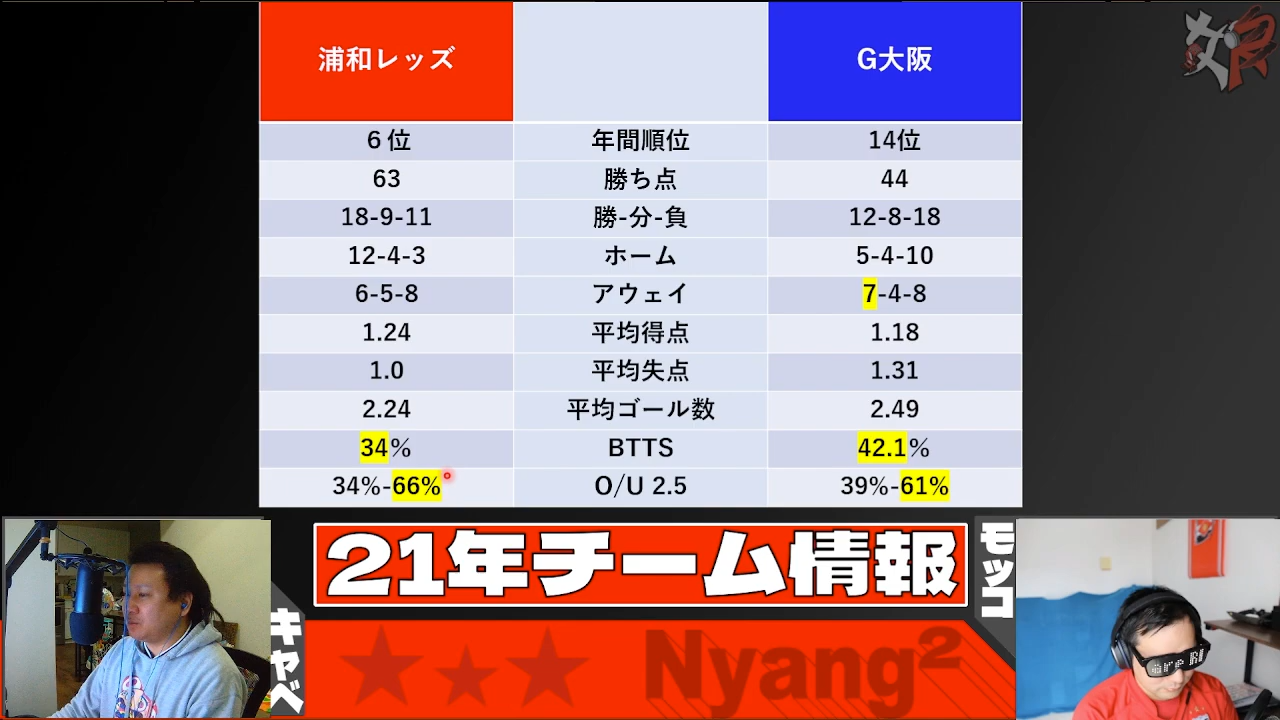 浦和レッズ G大阪
6位 年間順位 14位
63 勝ち点 44
18-9-11 勝-分-負 12-8-18
12-4-3 ホーム 5-4-10
6-5-8 アウェイ 7-4-8
1.24 平均得点 1.18
1.0 平均失点 1.31
2.24 平均ゴール数 2.49
34% BTTS 42.1%
34%-66% O/U 2.5 39%-61%
21年チーム情報
キャベ
モッコ
Nyang²